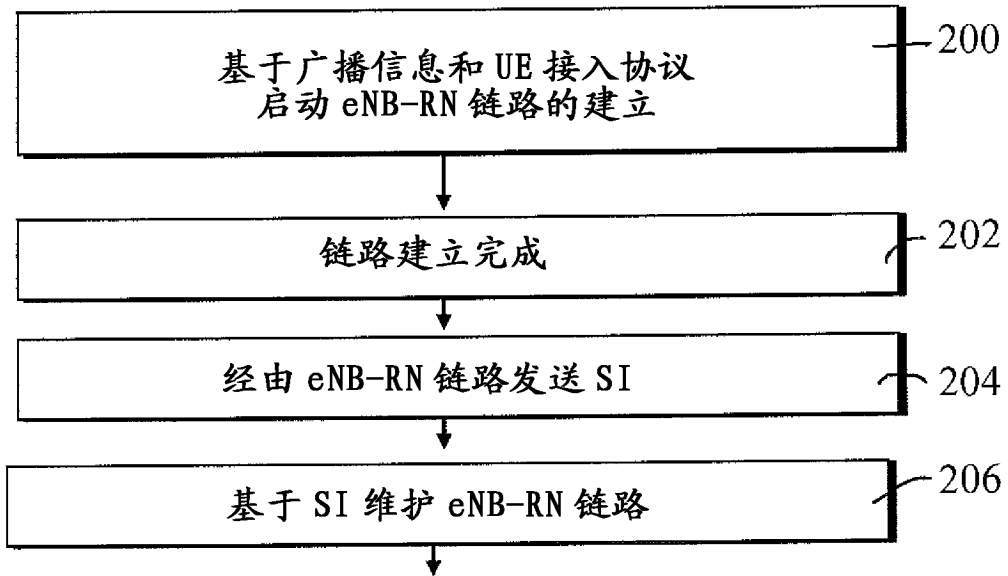 基于广播信息和 UE 接入协议
启动 eNB-RN 链路的建立
200
链路建立完成
202
经由 eNB-RN 链路发送 SI
204
基于 SI 维护 eNB-RN 链路
206